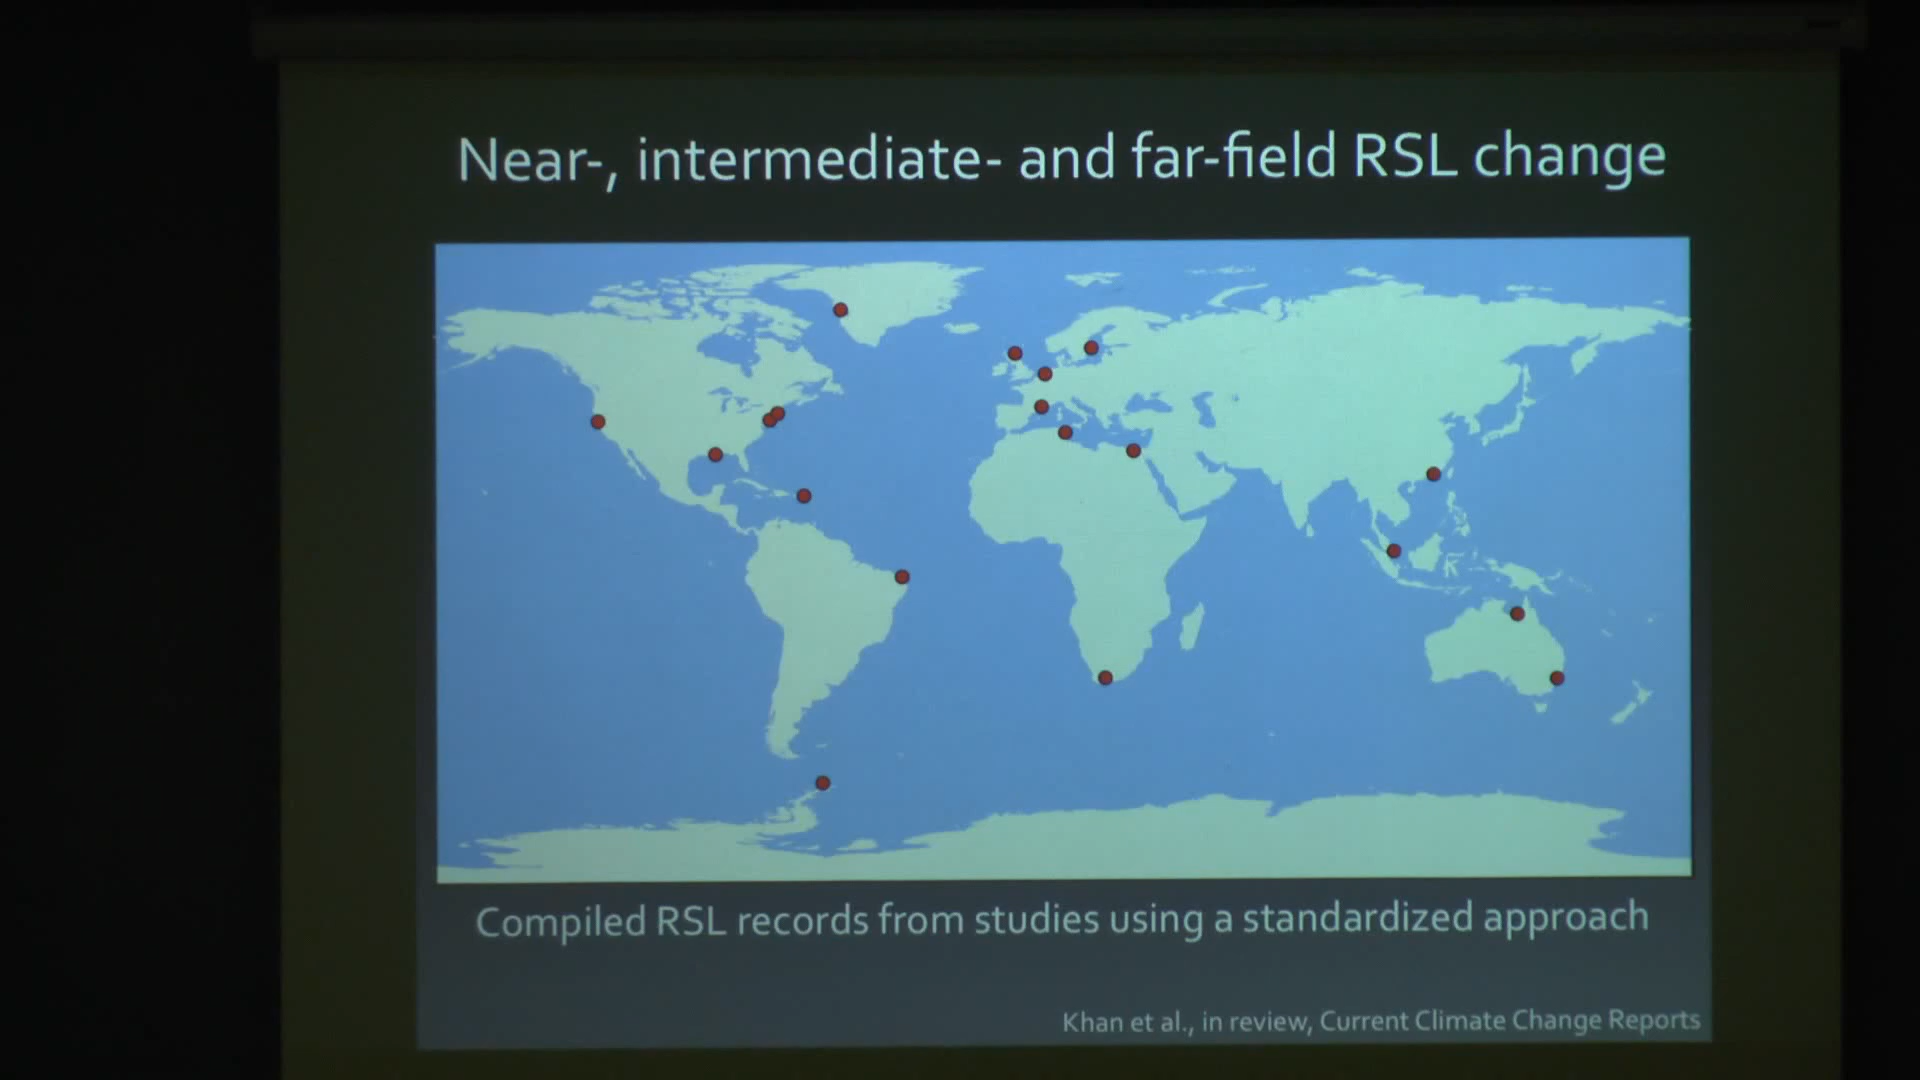 Near-, intermediate- and far-field RSL change
Compiled RSL records from studies using a standardized approach
Khan et al., in review, Current Climate Change Reports